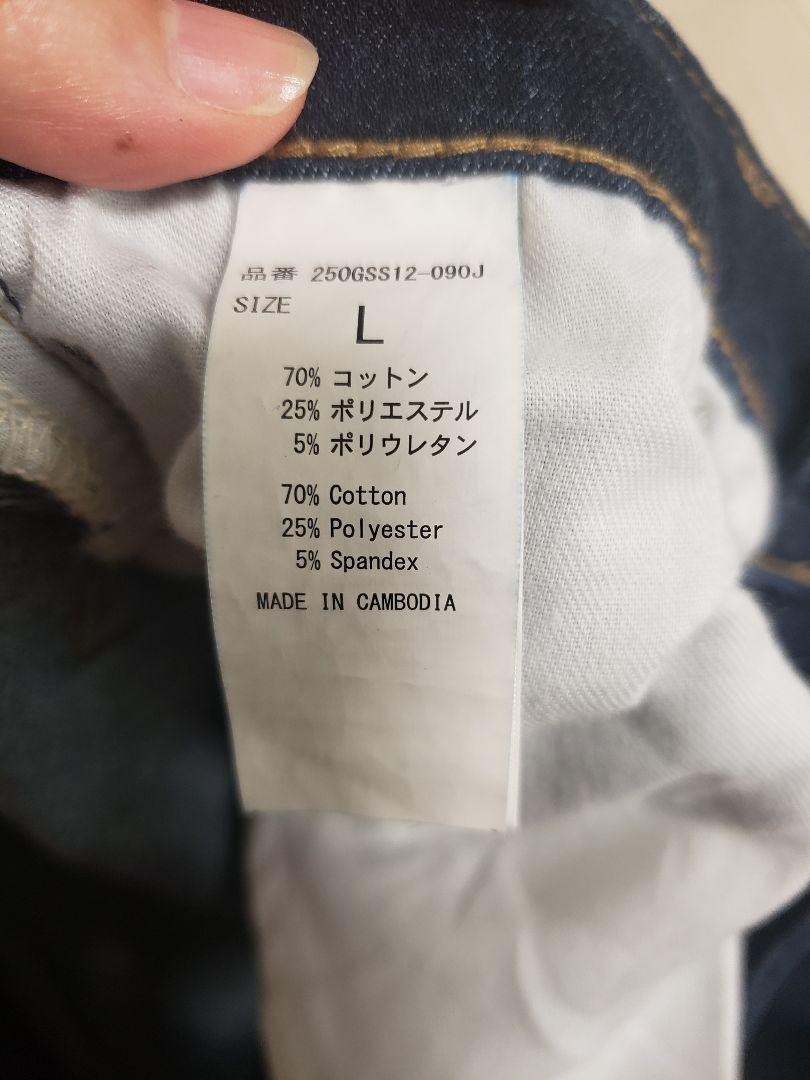 品番 250GSS12-090J
SIZE
L
70% コットン
25% ポリエステル
5% ポリウレタン
70% Cotton
25% Polyester
5% Spandex
MADE IN CAMBODIA